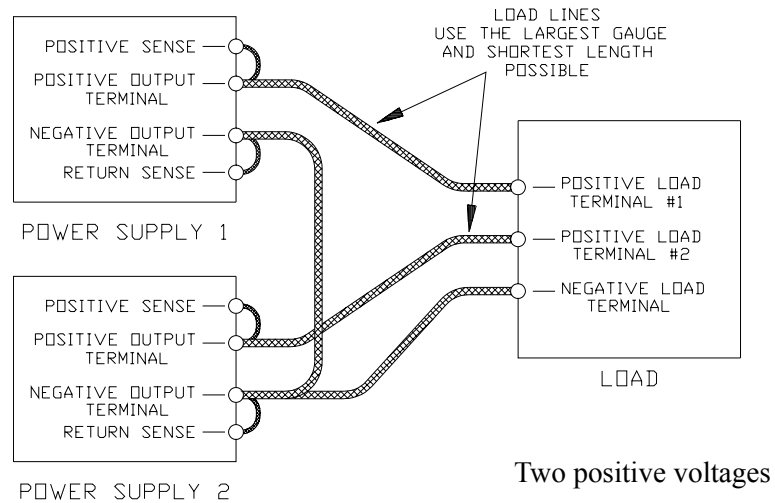 LOAD LINES
USE THE LARGEST GAUGE
AND SHORTEST LENGTH
POSSIBLE
POSITIVE SENSE
POSITIVE OUTPUT
TERMINAL
NEGATIVE OUTPUT
TERMINAL
RETURN SENSE
POWER SUPPLY 1
POSITIVE LOAD
TERMINAL #1
POSITIVE LOAD
TERMINAL #2
NEGATIVE LOAD
TERMINAL
LOAD
POSITIVE SENSE
POSITIVE OUTPUT
TERMINAL
NEGATIVE OUTPUT
TERMINAL
RETURN SENSE
POWER SUPPLY 2
Two positive voltages